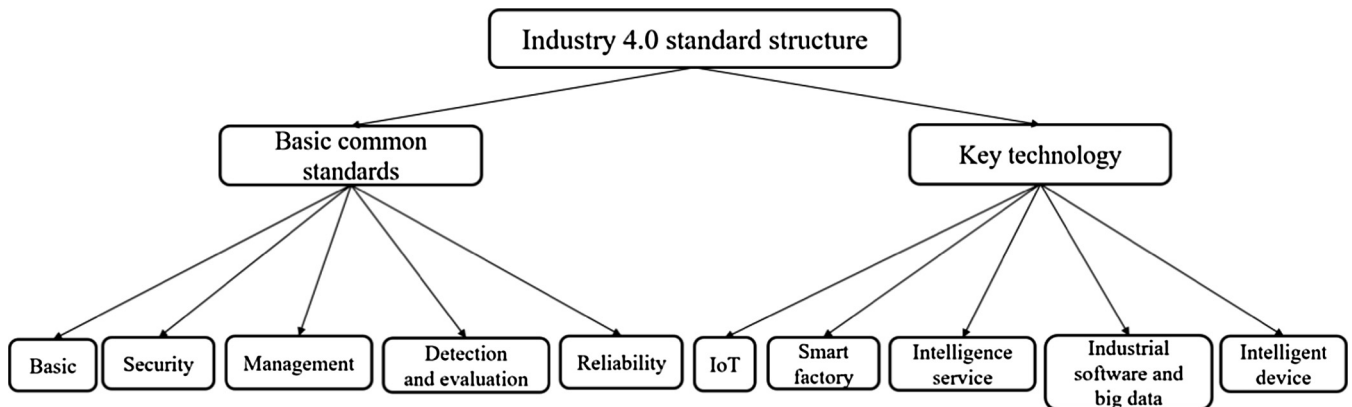 Industry 4.0 standard structure
Basic common
standards
Key technology
Basic
Security
Management
Detection
and evaluation
Reliability
IoT
Smart
factory
Intelligence
service
Industrial
software and
big data
Intelligent
device